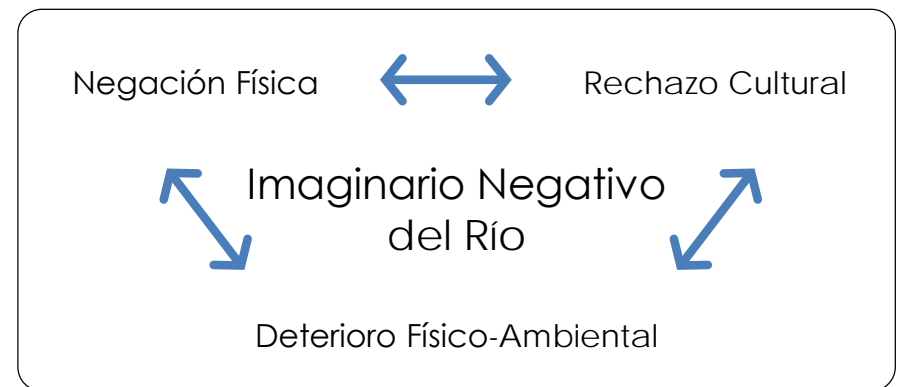 Negación Física
Rechazo Cultural
Imaginario Negativo
del Río
Deterioro Físico-Ambiental